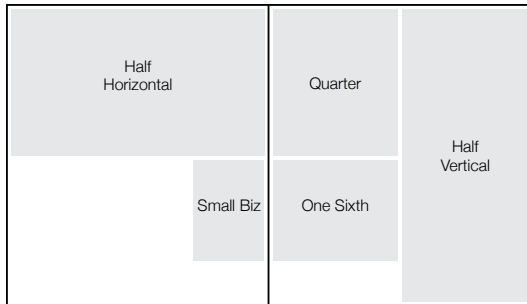 Half
Horizontal
Quarter
Half
Vertical
Small Biz
One Sixth